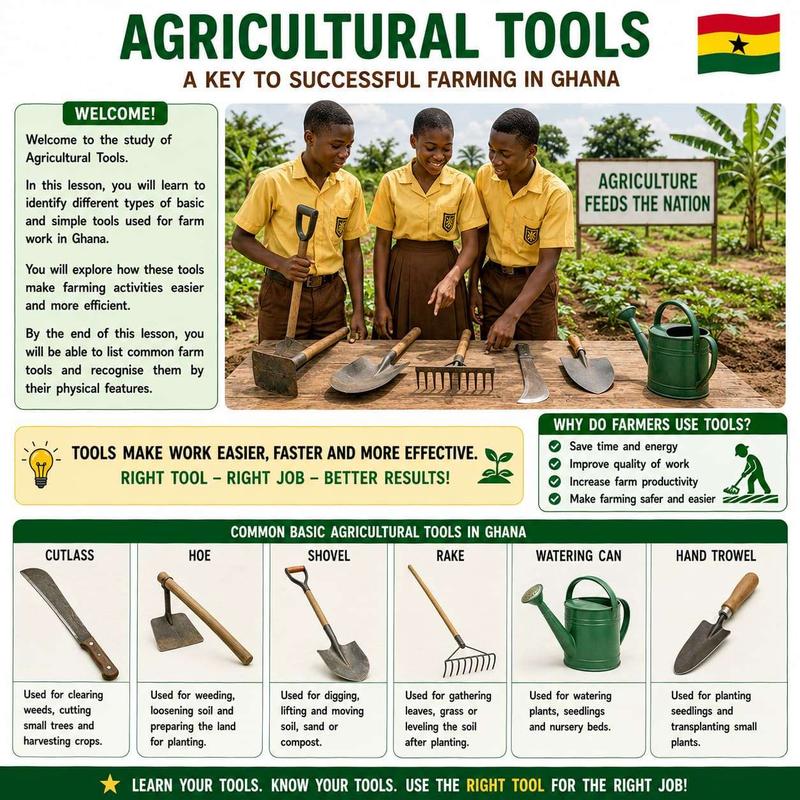 AGRICULTURAL TOOLS
A KEY TO SUCCESSFUL FARMING IN GHANA
WELCOME!
Welcome to the study of
Agricultural Tools.
In this lesson, you will learn to
identify different types of basic
and simple tools used for farm
work in Ghana.
You will explore how these tools
make farming activities easier
and more efficient.
By the end of this lesson, you
will be able to list common farm
tools and recognise them by
their physical features.
AGRICULTURE
FEEDS THE NATION
TOOLS MAKE WORK EASIER, FASTER AND MORE EFFECTIVE.
RIGHT TOOL – RIGHT JOB – BETTER RESULTS!
WHY DO FARMERS USE TOOLS?
Save time and energy
Improve quality of work
Increase farm productivity
Make farming safer and easier
COMMON BASIC AGRICULTURAL TOOLS IN GHANA
CUTLASS
Used for clearing
weeds, cutting
small trees and
harvesting crops.
HOE
Used for weeding,
loosening soil and
preparing the land
for planting.
SHOVEL
Used for digging,
lifting and moving
soil, sand or
compost.
RAKE
Used for gathering
leaves, grass or
leveling the soil
after planting.
WATERING CAN
Used for watering
plants, seedlings
and nursery beds.
HAND TROWEL
Used for planting
seedlings and
transplanting small
plants.
LEARN YOUR TOOLS. KNOW YOUR TOOLS. USE THE RIGHT TOOL FOR THE RIGHT JOB!